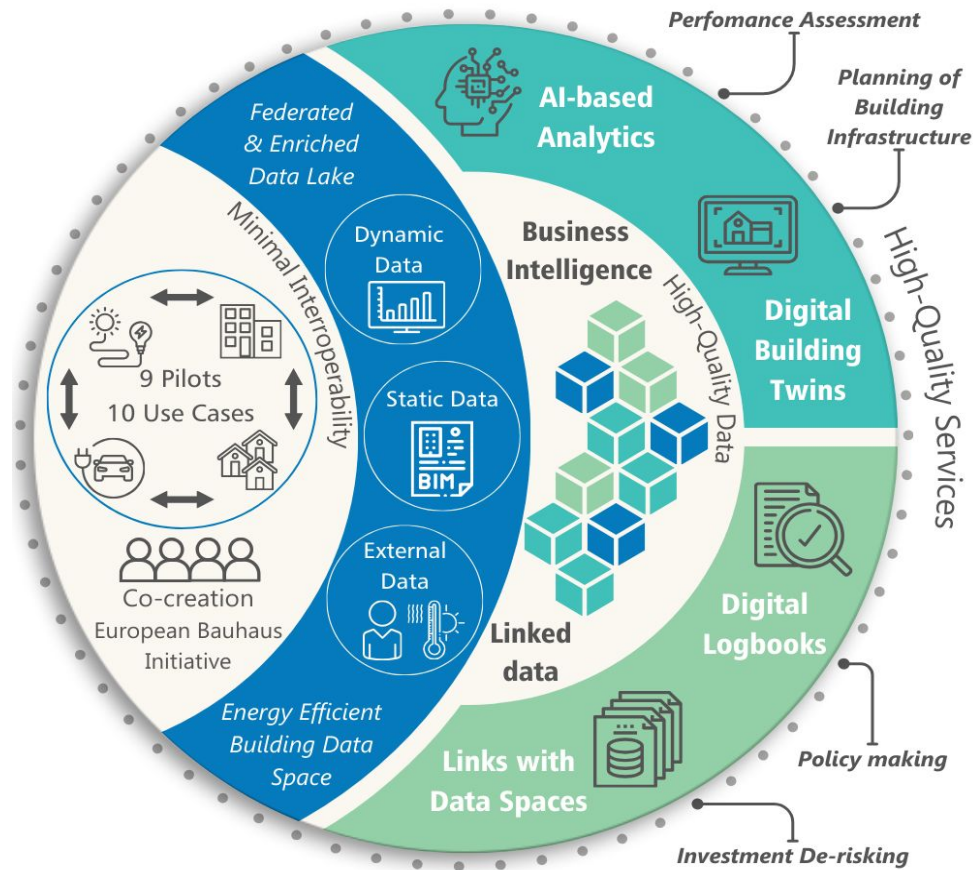 Perfomance Assessment
Planning of
Building
Infrastructure
High-Quality Services
AI-based
Analytics
Digital
Building
Twins
Federated
& Enriched
Data Lake
Minimal Interoperability
Dynamic
Data
Static Data
BIM
External
Data
Energy Efficient
Building Data
Space
9 Pilots
10 Use Cases
Co-creation
European Bauhaus
Initiative
Business
Intelligence
High-Quality Data
Linked
data
Digital
Logbooks
Links with
Data Spaces
Policy making
Investment De-risking